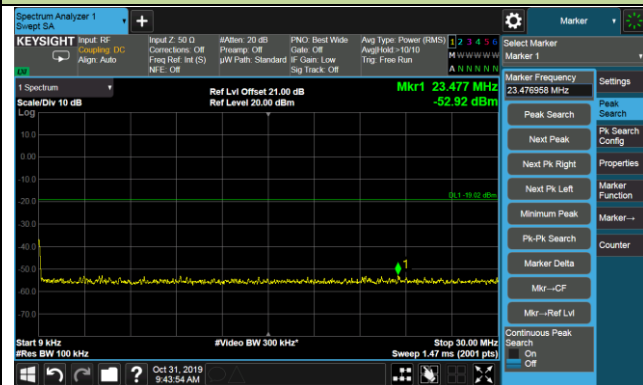 Spectrum Analyzer 1
Swept SA
+
Marker
KEYSIGHT
Input: RF
Coupling: DC
Align: Auto
Input Z: 50 Ω
Corrections: Off
Freq Ref: Int (S)
NFE: Off
#Atten: 20 dB
Preamp: Off
µW Path: Standard
PNO: Best Wide
Gate: Off
IF Gain: Low
Sig Track: Off
Avg Type: Power (RMS)
Avg|Hold:>10/10
Trig: Free Run
1 2 3 4 5 6
M W W W W W
A N N N N N
LXI
Select Marker
Marker 1
1 Spectrum
Scale/Div 10 dB
Log
Ref Lvl Offset 21.00 dB
Ref Level 20.00 dBm
Mkr1 23.477 MHz
-52.92 dBm
10.0
0.00
-10.0
-20.0
-30.0
-40.0
-50.0
-60.0
-70.0
DL1 -19.02 dBm
1
Start 9 kHz
#Res BW 100 kHz
#Video BW 300 kHz*
Stop 30.00 MHz
Sweep 1.47 ms (2001 pts)
Marker Frequency
23.476958 MHz
Peak Search
Next Peak
Next Pk Right
Next Pk Left
Minimum Peak
Pk-Pk Search
Marker Delta
Mkr→CF
Mkr→Ref Lvl
Continuous Peak
Search
On
Off
Settings
Peak
Search
Pk Search
Config
Properties
Marker
Function
Marker→
Counter
?
Oct 31, 2019
9:43:54 AM